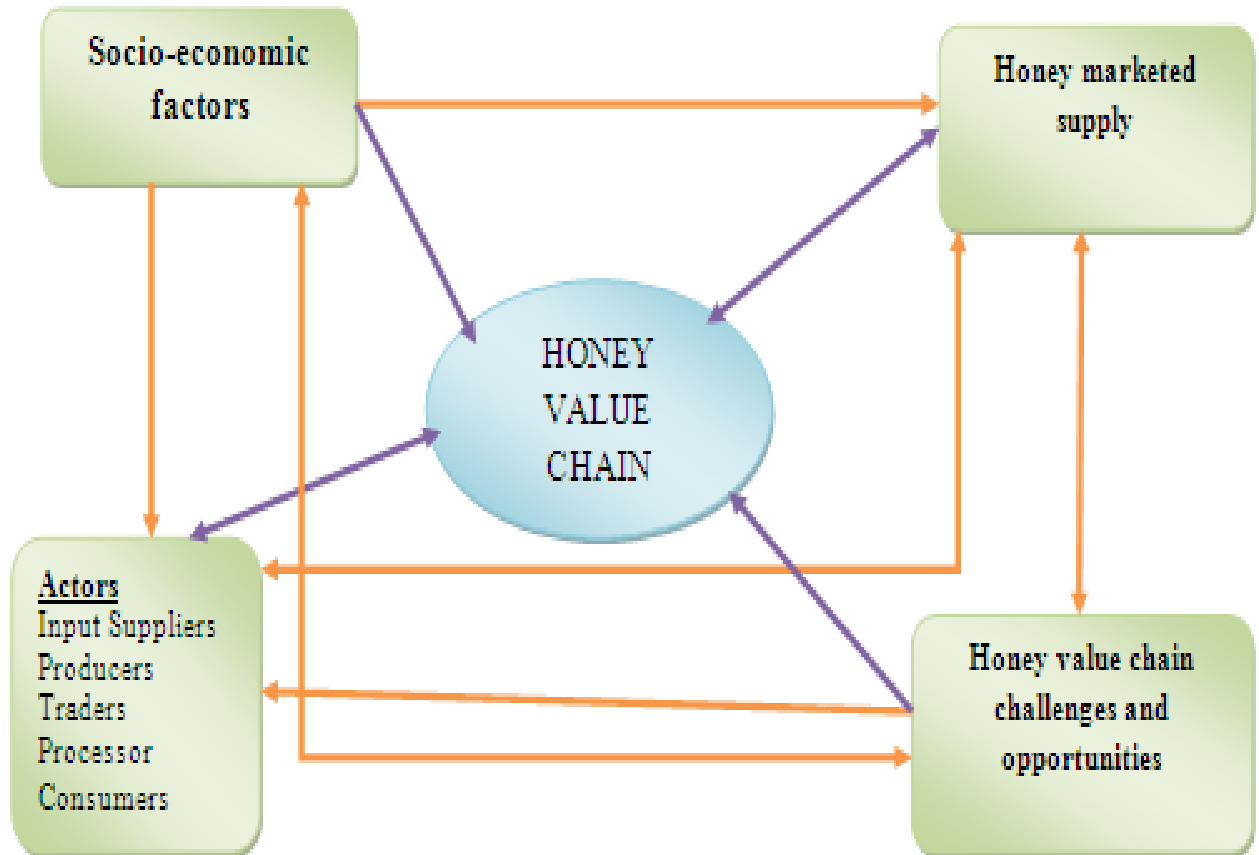 Socio-economic
factors
Honey marketed
supply
HONEY
VALUE
CHAIN
Actors
Input Suppliers
Producers
Traders
Processor
Consumers
Honey value chain
challenges and
opportunities